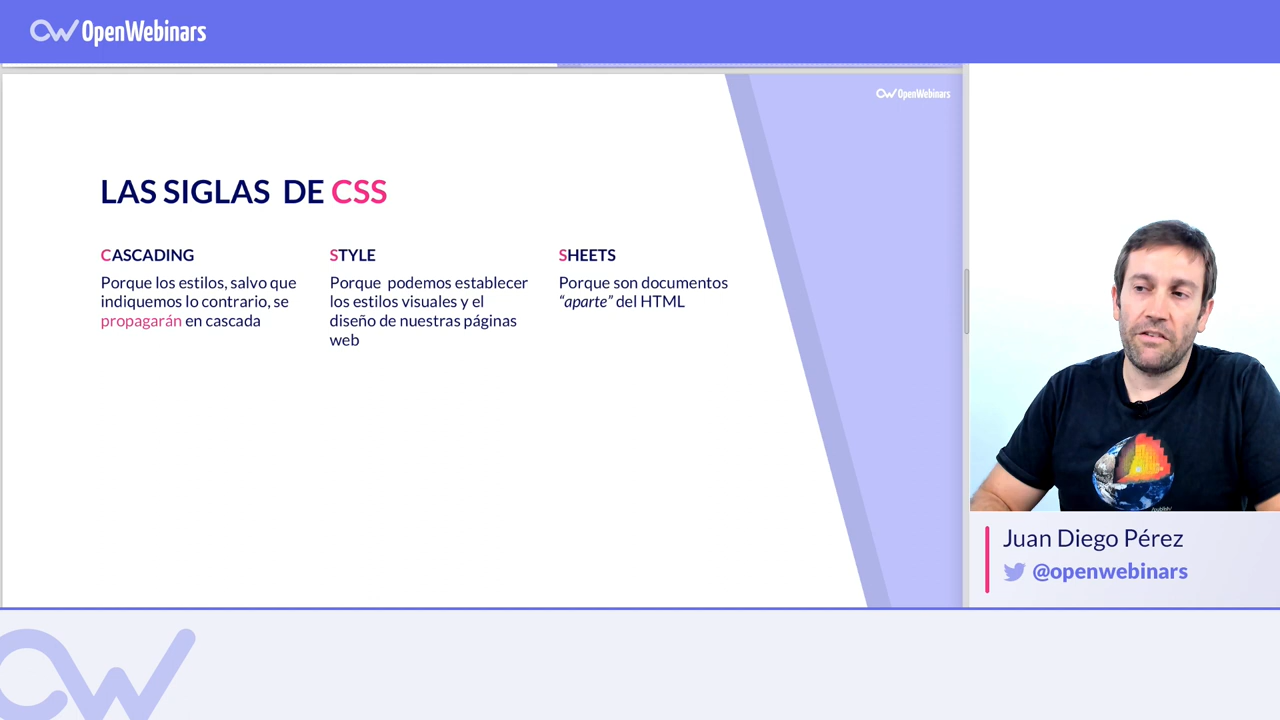 OpenWebinars
OpenWebinars
LAS SIGLAS DE CSS
CASCADING
Porque los estilos, salvo que
indiquemos lo contrario, se
propagarán en cascada
STYLE
Porque podemos establecer
los estilos visuales y el
diseño de nuestras páginas
web
SHEETS
Porque son documentos
“aparte” del HTML
Juan Diego Pérez
@openwebinars